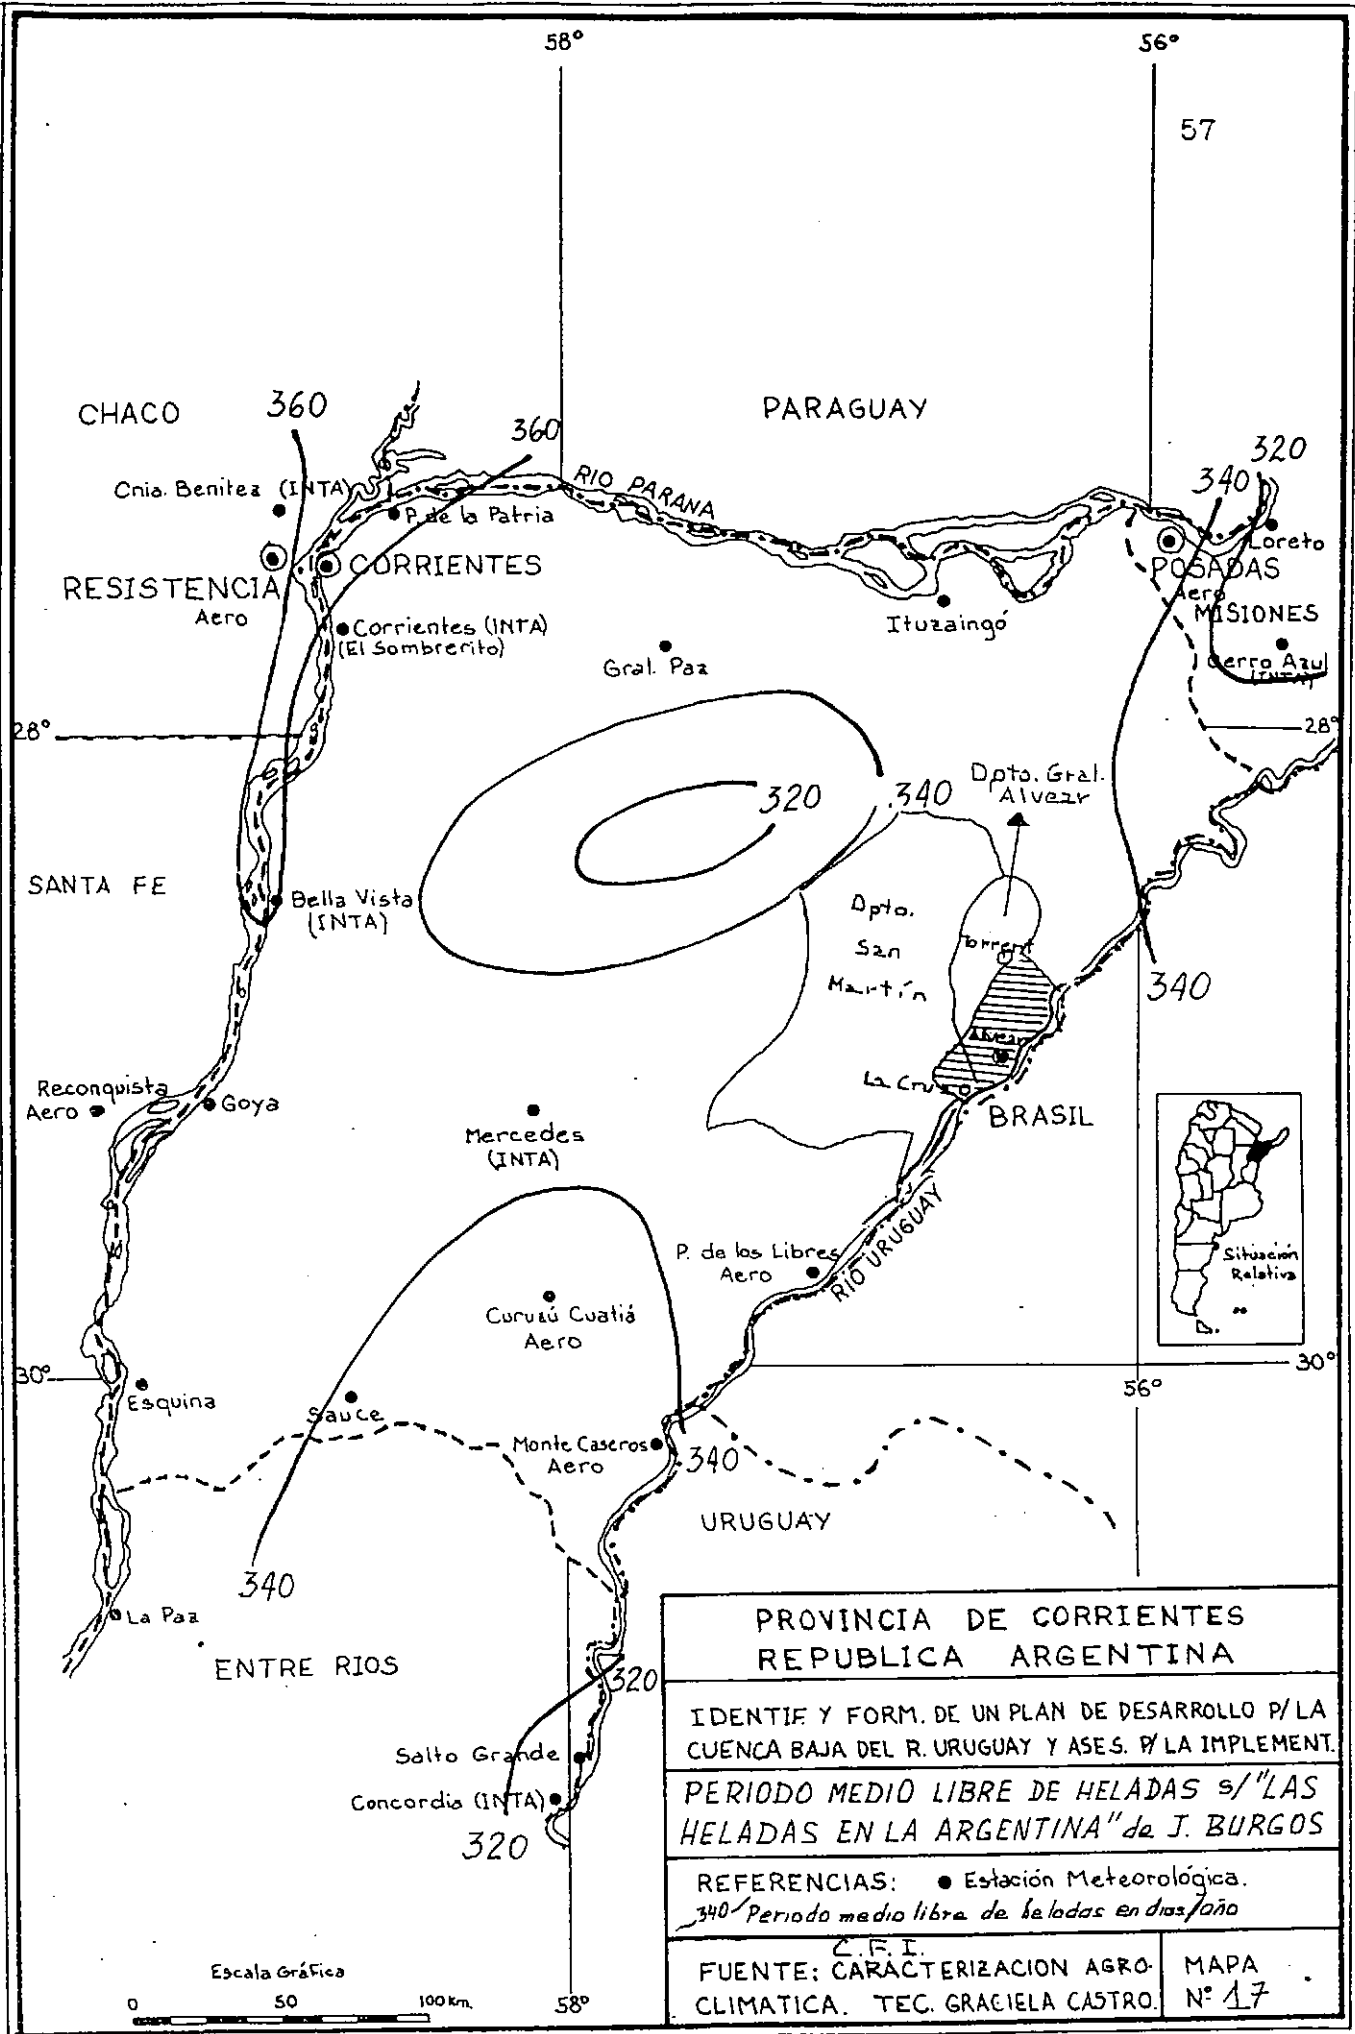 58°
56°
57
CHACO
360
360
PARAGUAY
320
340
Cnia. Benitez (INTA)
P. de la Patria
RIO PARANA
Loreto
CORRIENTES
POSADAS
Aero
RESISTENCIA
Aero
MISIONES
Ituzaingó
Corrientes (INTA)
(El Sombrerito)
Gral. Paz
Cerro Azul
(INTA)
28°
28°
Dpto. Gral.
Alvear
320
340
SANTA FE
Bella Vista
(INTA)
Dpto.
San
Martín
Torrent
340
Alvear
La Cruz
Reconquista
Aero
Goya
BRASIL
Mercedes
(INTA)
RIO URUGUAY
P. de los Libres
Aero
Situación
Relativa
Curuzú Cuatiá
Aero
30°
30°
56°
Esquina
Sauce
Monte Caseros
Aero
340
URUGUAY
340
La Paz
ENTRE RIOS
320
Salto Grande
Concordia (INTA)
320
PROVINCIA DE CORRIENTES
REPUBLICA ARGENTINA
IDENTIF. Y FORM. DE UN PLAN DE DESARROLLO P/ LA
CUENCA BAJA DEL R. URUGUAY Y ASES. P/ LA IMPLEMENT.
PERIODO MEDIO LIBRE DE HELADAS s/ "LAS
HELADAS EN LA ARGENTINA" de J. BURGOS
REFERENCIAS: ● Estación Meteorológica.
340 Periodo medio libre de heladas en dias/año
C.F.I.
FUENTE: CARACTERIZACION AGRO-
CLIMATICA. TEC. GRACIELA CASTRO.
MAPA
N° 17
Escala Gráfica
0 50 100 km.
58°